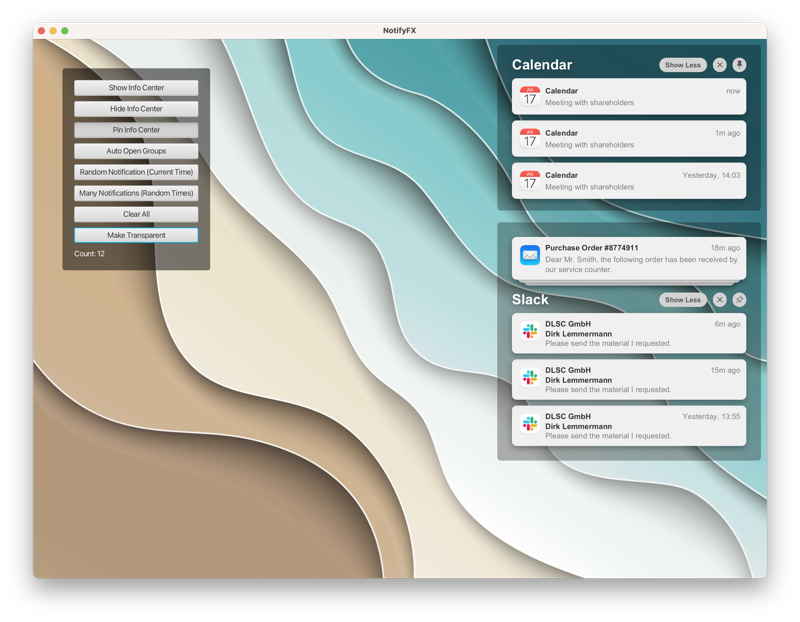 NotifyFX
Show Info Center
Hide Info Center
Pin Info Center
Auto Open Groups
Random Notification (Current Time)
Many Notifications (Random Times)
Clear All
Make Transparent
Count: 12
Calendar
Show Less
JUL
17
Calendar
now
Meeting with shareholders
JUL
17
Calendar
1m ago
Meeting with shareholders
JUL
17
Calendar
Yesterday, 14:03
Meeting with shareholders
Purchase Order #8774911
18m ago
Dear Mr. Smith, the following order has been received by
our service counter.
Slack
Show Less
DLSC GmbH
6m ago
Dirk Lemmermann
Please send the material I requested.
DLSC GmbH
15m ago
Dirk Lemmermann
Please send the material I requested.
DLSC GmbH
Yesterday, 13:55
Dirk Lemmermann
Please send the material I requested.